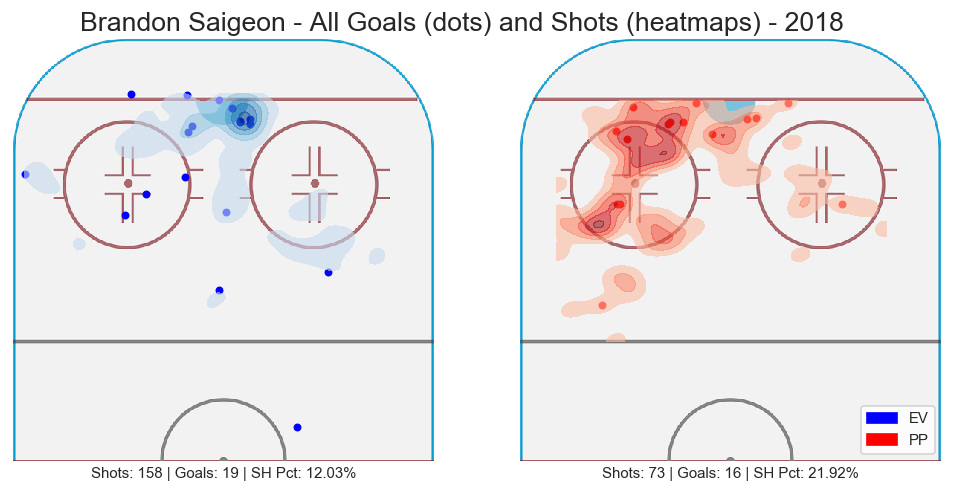 Brandon Saigeon - All Goals (dots) and Shots (heatmaps) - 2018
EV
PP
Shots: 158 | Goals: 19 | SH Pct: 12.03%
Shots: 73 | Goals: 16 | SH Pct: 21.92%